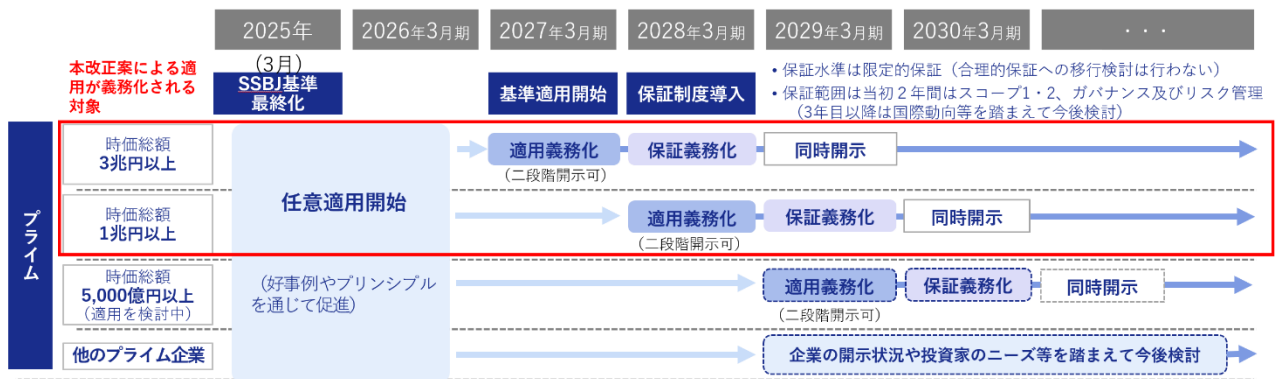 2025年
2026年3月期
2027年3月期
2028年3月期
2029年3月期
2030年3月期
・・・
本改正案による適
用が義務化される
対象
(3月)
SSBJ基準
最終化
基準適用開始
保証制度導入
• 保証水準は限定的保証（合理的保証への移行検討は行わない）
• 保証範囲は当初２年間はスコープ1・2、ガバナンス及びリスク管理
（3年目以降は国際動向等を踏まえて今後検討）
プライム
時価総額
3兆円以上
適用義務化
(二段階開示可)
保証義務化
同時開示
任意適用開始
時価総額
1兆円以上
適用義務化
(二段階開示可)
保証義務化
同時開示
時価総額
5,000億円以上
(適用を検討中)
（好事例やプリンシプル
を通じて促進）
適用義務化
(二段階開示可)
保証義務化
同時開示
他のプライム企業
企業の開示状況や投資家のニーズ等を踏まえて今後検討